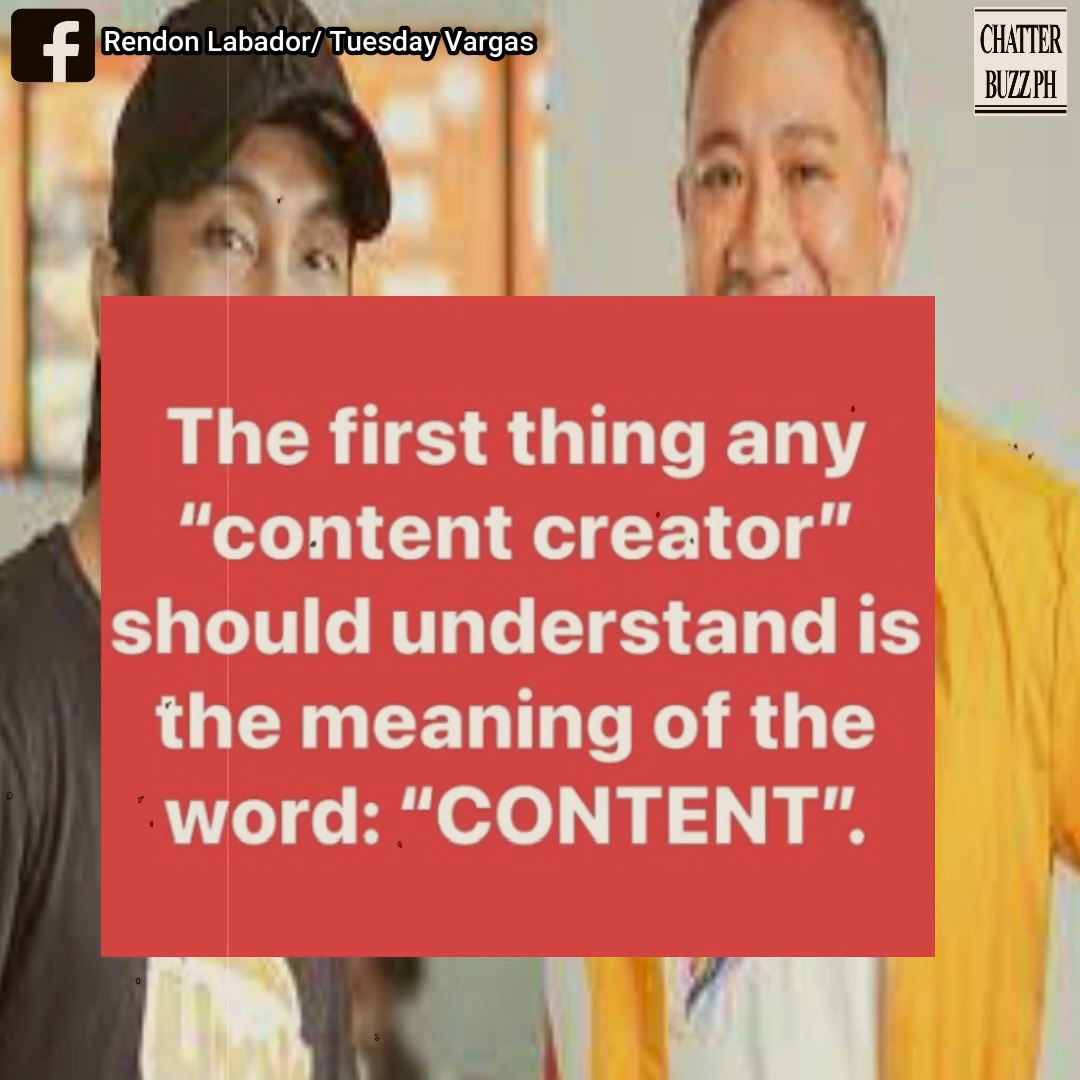 Rendon Labador/ Tuesday Vargas
CHATTER
BUZZ PH
The first thing any
“content creator”
should understand is
the meaning of the
word: “CONTENT”.